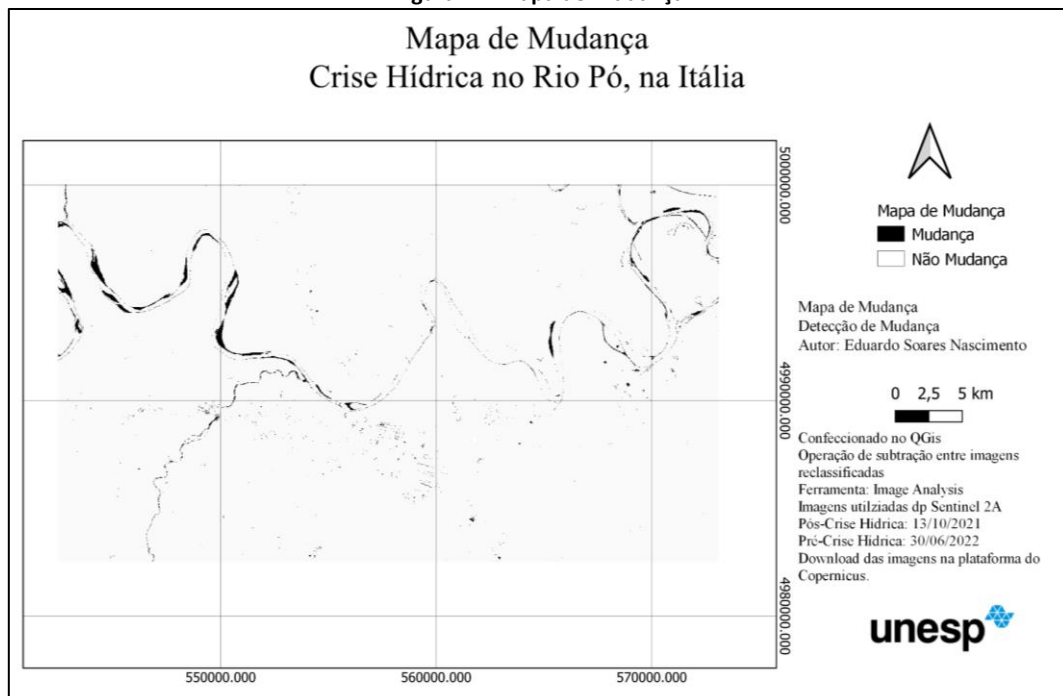 Mapa de Mudança
Crise Hídrica no Rio Pó, na Itália
5000000.000
4990000.000
4980000.000
550000.000
560000.000
570000.000
Mapa de Mudança
Mudança
Não Mudança
Mapa de Mudança
Detecção de Mudança
Autor: Eduardo Soares Nascimento
0 2,5 5 km
Confeccionado no QGis
Operação de subtração entre imagens
reclassificadas
Ferramenta: Image Analysis
Imagens utilziadas dp Sentinel 2A
Pós-Crise Hídrica: 13/10/2021
Pré-Crise Hídrica: 30/06/2022
Download das imagens na plataforma do
Copernicus.
unesp